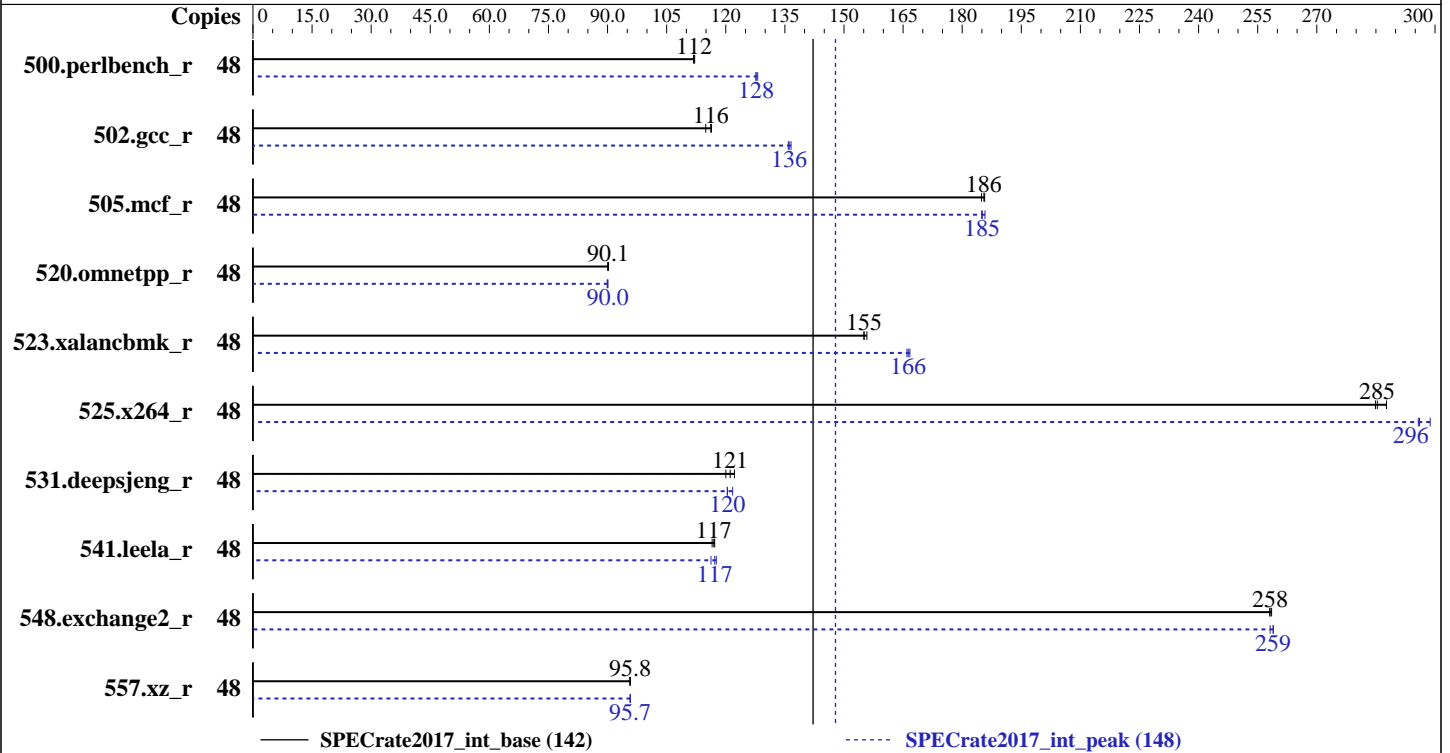 Copies 0 15.0 30.0 45.0 60.0 75.0 90.0 105 120 135 150 165 180 195 210 225 240 255 270 300
500.perlbench_r 48 112
128
502.gcc_r 48 116
136
505.mcf_r 48 186
185
520.omnetpp_r 48 90.1
90.0
523.xalancbmk_r 48 155
166
525.x264_r 48 285
296
531.deepsjeng_r 48 121
120
541.leela_r 48 117
117
548.exchange2_r 48 258
259
557.xz_r 48 95.8
95.7
SPECrate2017_int_base (142) SPECrate2017_int_peak (148)